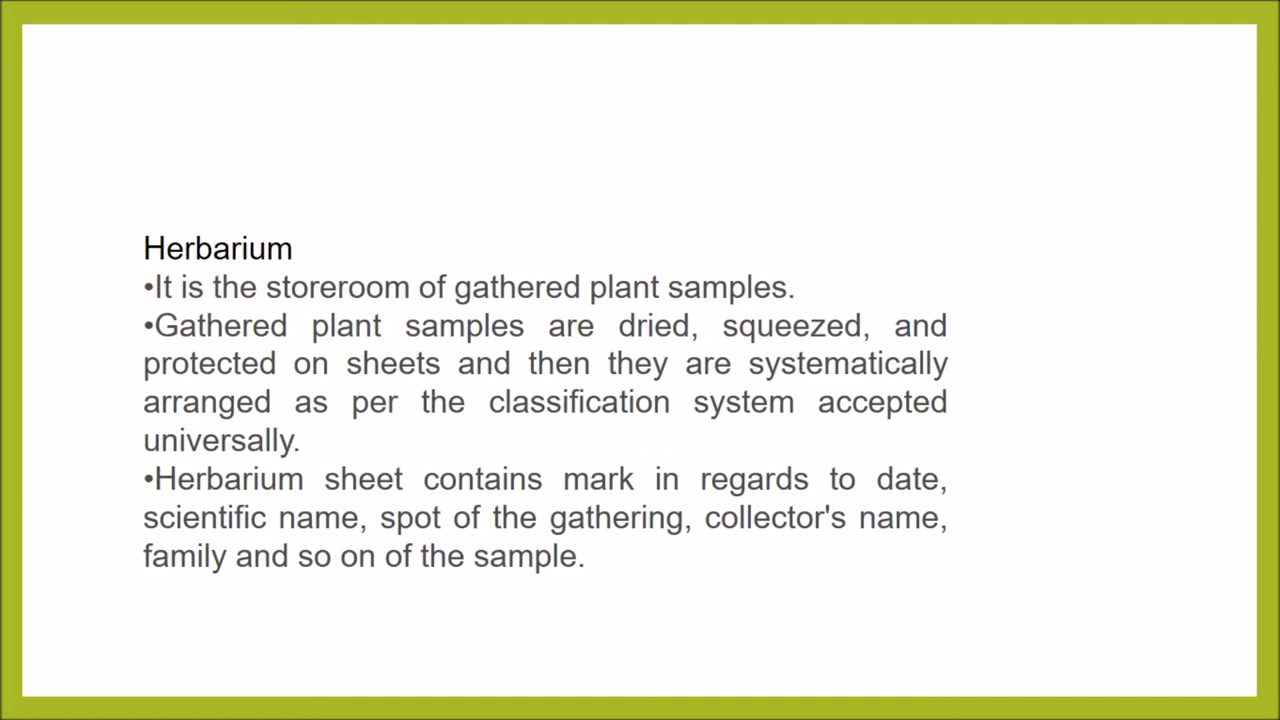 Herbarium
•It is the storeroom of gathered plant samples.
•Gathered plant samples are dried, squeezed, and
protected on sheets and then they are systematically
arranged as per the classification system accepted
universally.
•Herbarium sheet contains mark in regards to date,
scientific name, spot of the gathering, collector's name,
family and so on of the sample.